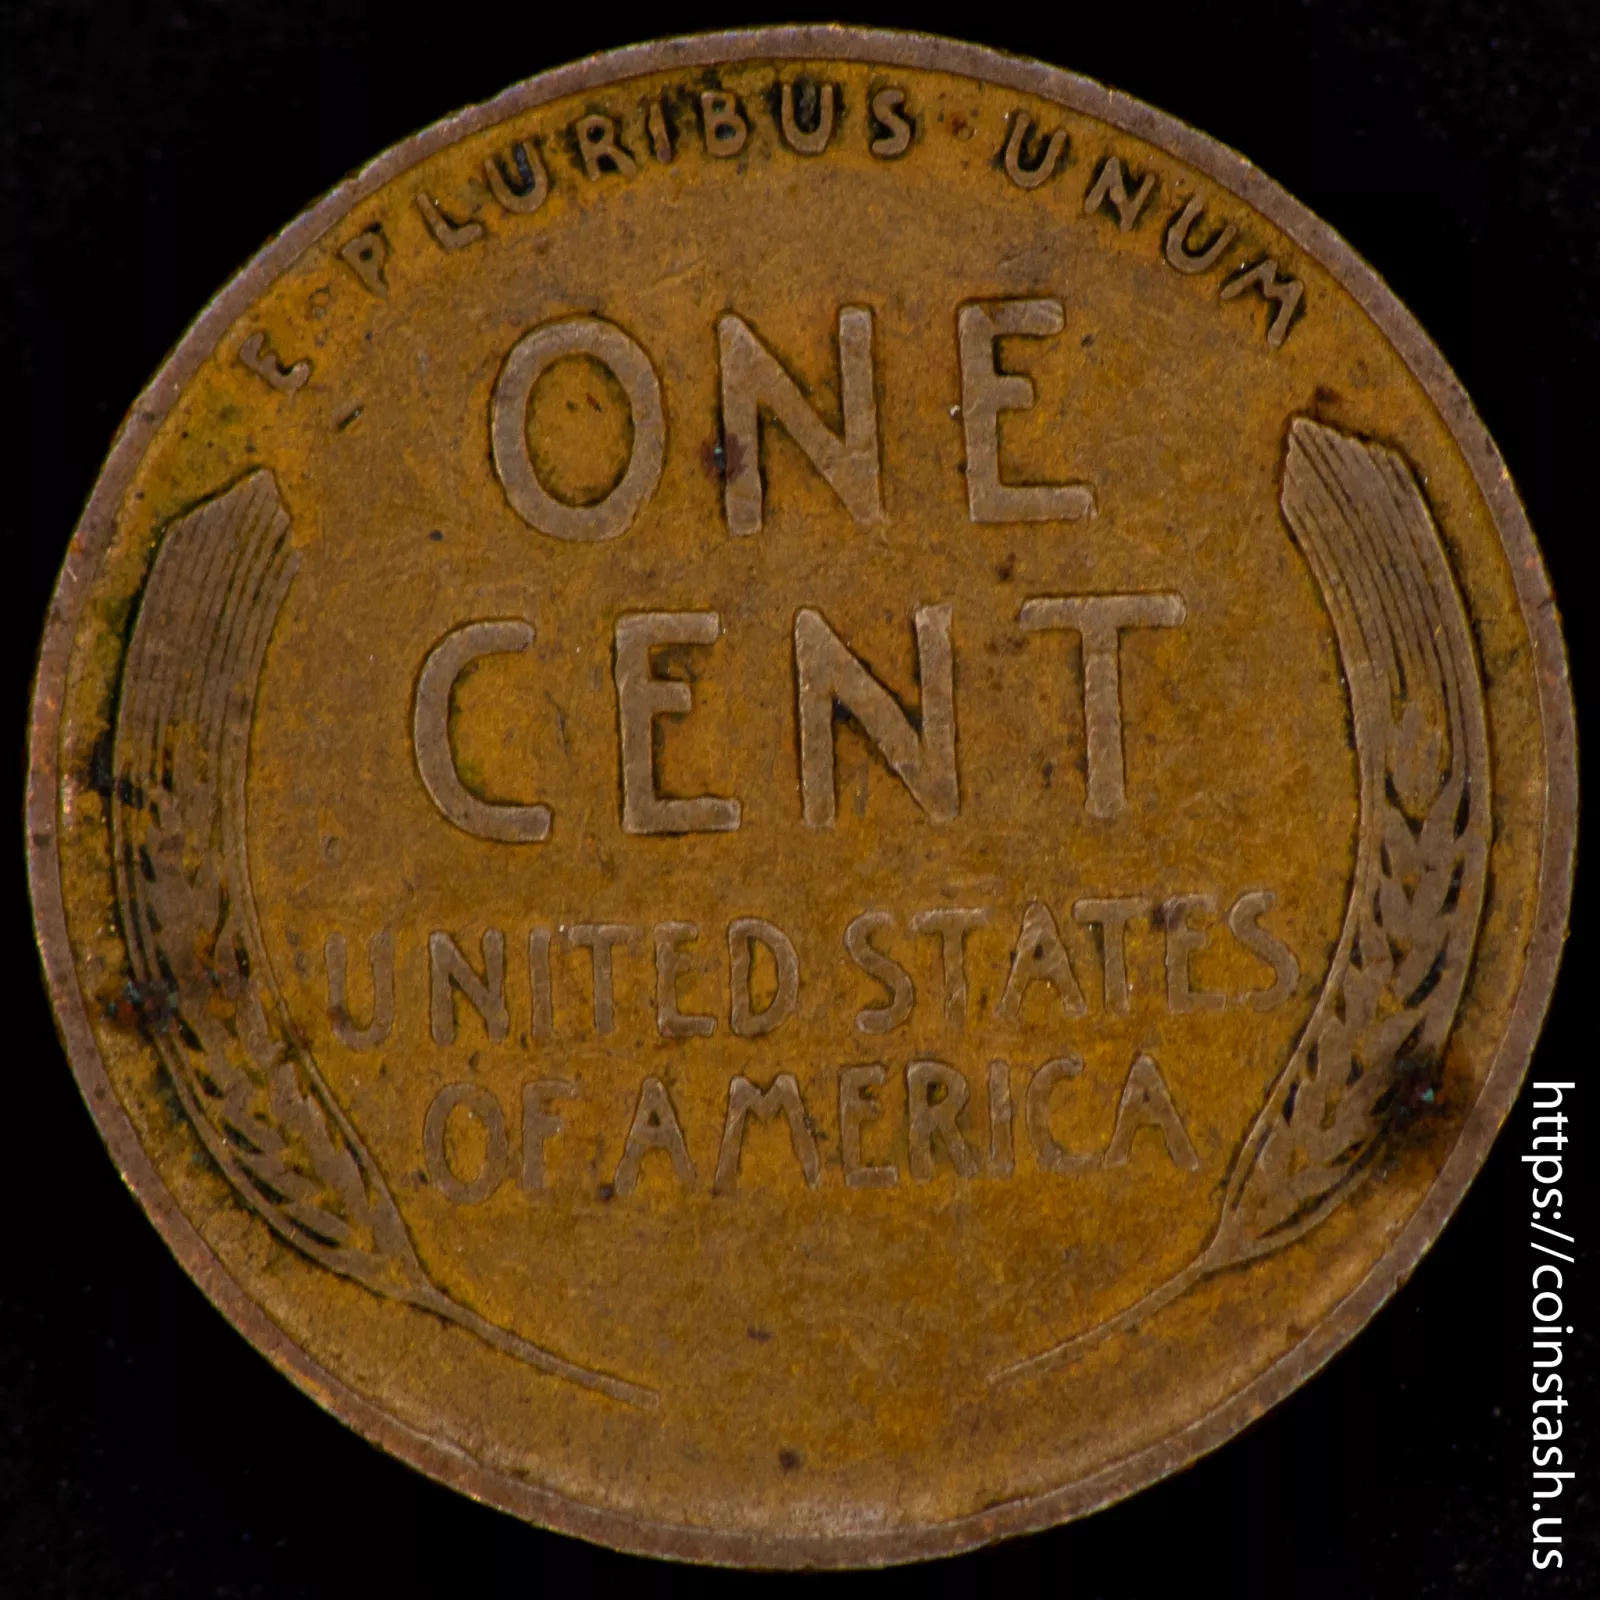 E · PLURIBUS · UNUM
ONE
CENT
UNITED STATES
OF AMERICA
https://coinstash.us